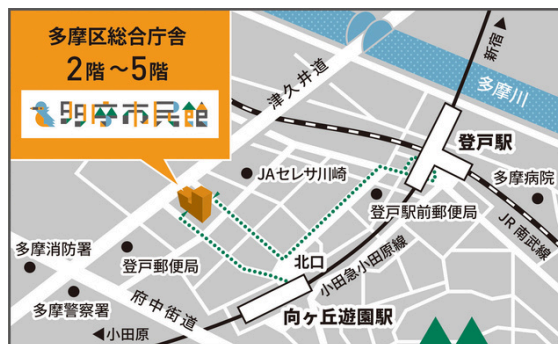 多摩区総合庁舎
2階～5階
多摩市民館
津久井道
新宿
多摩川
登戸駅
JAセレサ川崎
多摩病院
登戸駅前郵便局
JR南武線
北口
小田急小田原線
多摩消防署
登戸郵便局
多摩警察署
府中街道
向ヶ丘遊園駅
◀小田原